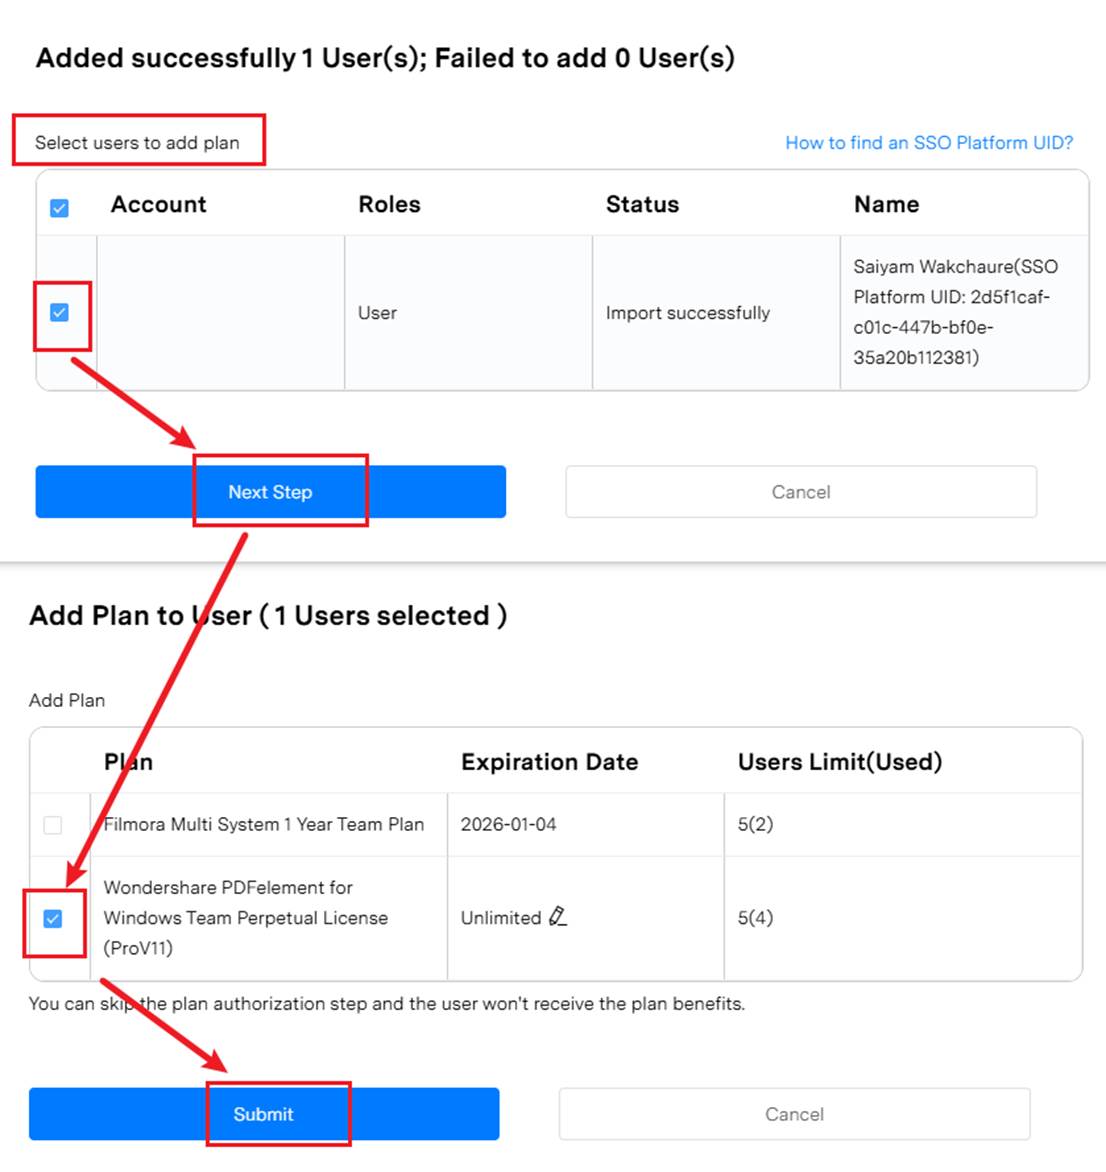 Added successfully 1 User(s); Failed to add 0 User(s)
Select users to add plan
How to find an SSO Platform UID?
Account
Roles
Status
Name
User
Import successfully
Saiyam Wakchaure(SSO
Platform UID: 2d5f1caf-
c01c-447b-bf0e-
35a20b112381)
Next Step
Cancel
Add Plan to User ( 1 Users selected )
Add Plan
Plan
Expiration Date
Users Limit(Used)
Filmora Multi System 1 Year Team Plan
2026-01-04
5(2)
Wondershare PDFelement for
Windows Team Perpetual License
(ProV11)
Unlimited
5(4)
You can skip the plan authorization step and the user won't receive the plan benefits.
Submit
Cancel